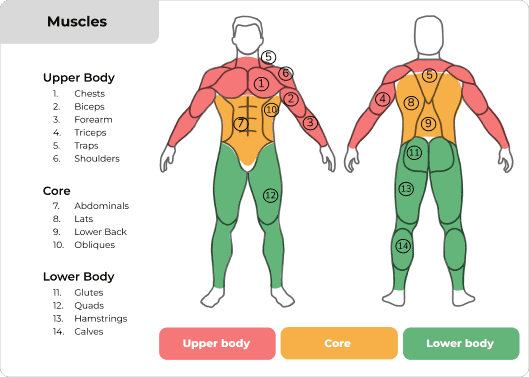 Muscles
Upper Body
1. Chests
2. Biceps
3. Forearm
4. Triceps
5. Traps
6. Shoulders
Core
7. Abdominals
8. Lats
9. Lower Back
10. Obliques
Lower Body
11. Glutes
12. Quads
13. Hamstrings
14. Calves
5
6
1
2
10
7
3
12
5
4
8
9
11
13
14
Upper body
Core
Lower body